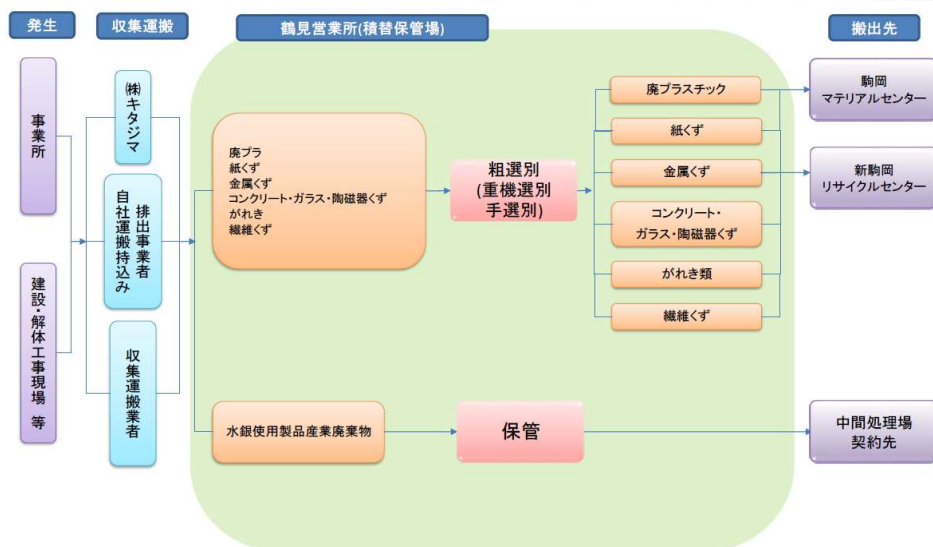 発生
収集運搬
鶴見営業所(積替保管場)
搬出先
事業所
建設・解体工事現場 等
㈱キタジマ
排出事業者
自社運搬持込み
収集運搬業者
廃プラ
紙くず
金属くず
コンクリート・ガラス・陶磁器くず
がれき
繊維くず
粗選別
(重機選別
手選別)
廃プラスチック
紙くず
金属くず
コンクリート・
ガラス・陶磁器くず
がれき類
繊維くず
駒岡
マテリアルセンター
新駒岡
リサイクルセンター
水銀使用製品産業廃棄物
保管
中間処理場
契約先